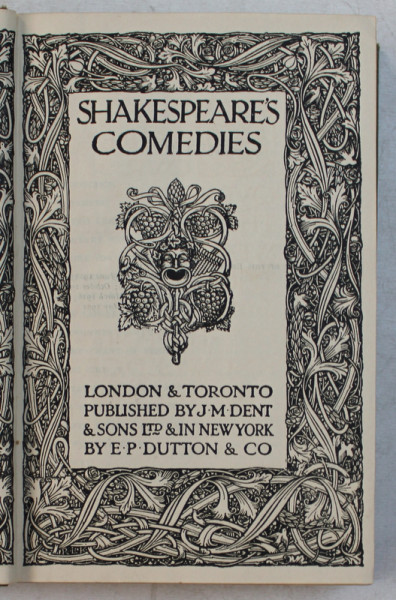 SHAKESPEARE'S
COMEDIES
LONDON & TORONTO
PUBLISHED BY J·M·DENT
& SONS LTD & IN NEW YORK
BY E·P·DUTTON & CO